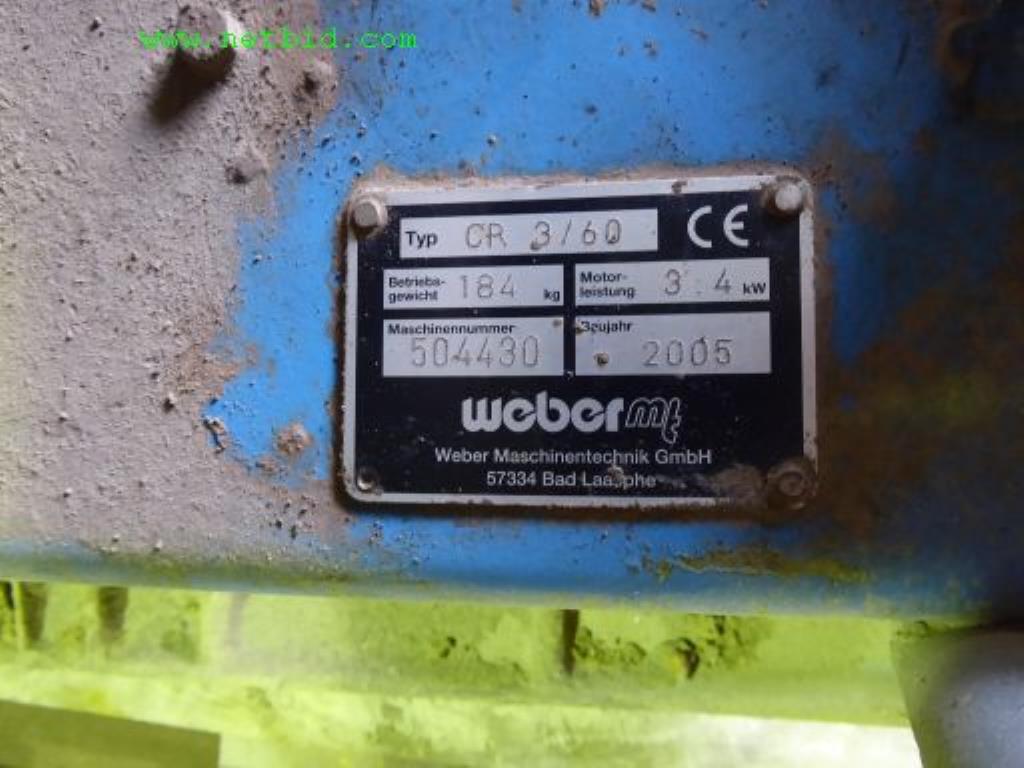 www.netbid.com
Typ CR 3/60 CE
Betriebs-
gewicht 184 kg
Motor-
leistung 3.4 kW
Maschinennummer
504430
Baujahr
2005
weber mt
Weber Maschinentechnik GmbH
57334 Bad Laasphe